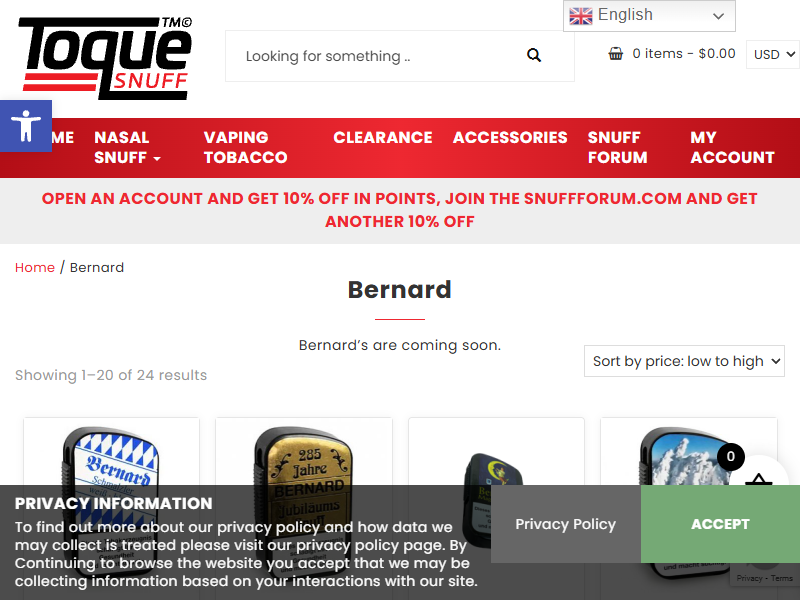 Toque TM©
SNUFF
Looking for something ..
English
0 items - $0.00
USD
ME
NASAL SNUFF
VAPING TOBACCO
CLEARANCE
ACCESSORIES
SNUFF FORUM
MY ACCOUNT
OPEN AN ACCOUNT AND GET 10% OFF IN POINTS, JOIN THE SNUFFFORUM.COM AND GET
ANOTHER 10% OFF
Home / Bernard
Bernard
Bernard's are coming soon.
Sort by price: low to high
Showing 1–20 of 24 results
Bernard
Schmalzler
285
Jahre
BERNARD
Jubiläums
0
PRIVACY INFORMATION
To find out more about our privacy policy and how data we
may collect is treated please visit our privacy policy page. By
Continuing to browse the website you accept that we may be
collecting information based on your interactions with our site.
Privacy Policy
ACCEPT
Privacy - Terms